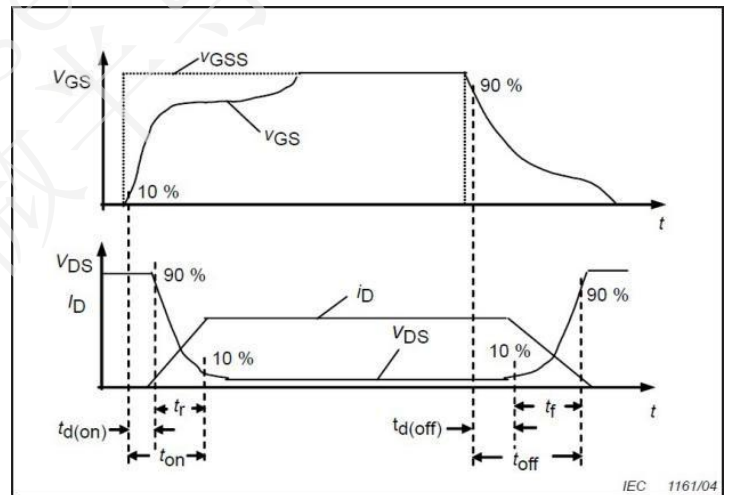 vGSS
VGS
90 %
vGS
10 %
t
VDS
90 %
ID
iD
90 %
VDS
10 %
10 %
tr
tf
t
td(on)
td(off)
ton
toff
IEC 1161/04